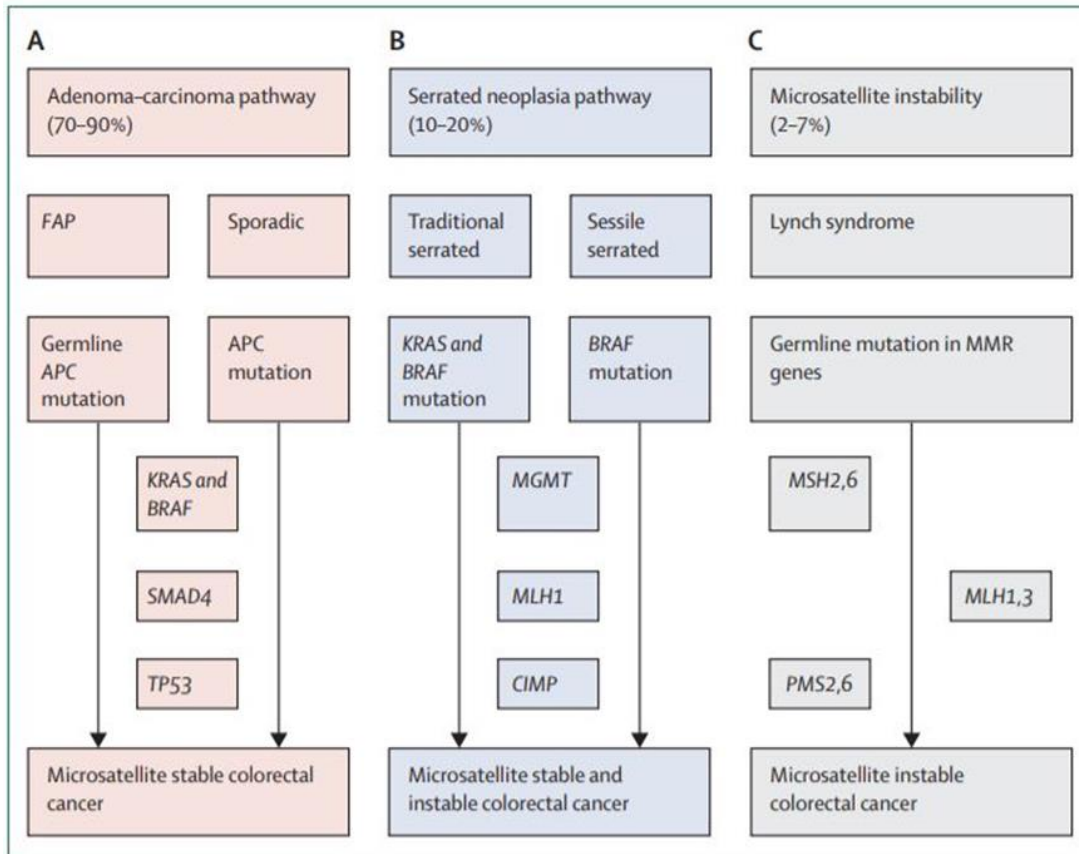 A
Adenoma–carcinoma pathway
(70–90%)
FAP
Sporadic
Germline
APC
mutation
APC
mutation
KRAS and
BRAF
SMAD4
TP53
Microsatellite stable colorectal
cancer
B
Serrated neoplasia pathway
(10–20%)
Traditional
serrated
Sessile
serrated
KRAS and
BRAF
mutation
BRAF
mutation
MGMT
MLH1
CIMP
Microsatellite stable and
instable colorectal cancer
C
Microsatellite instability
(2–7%)
Lynch syndrome
Germline mutation in MMR
genes
MSH2,6
MLH1,3
PMS2,6
Microsatellite instable
colorectal cancer